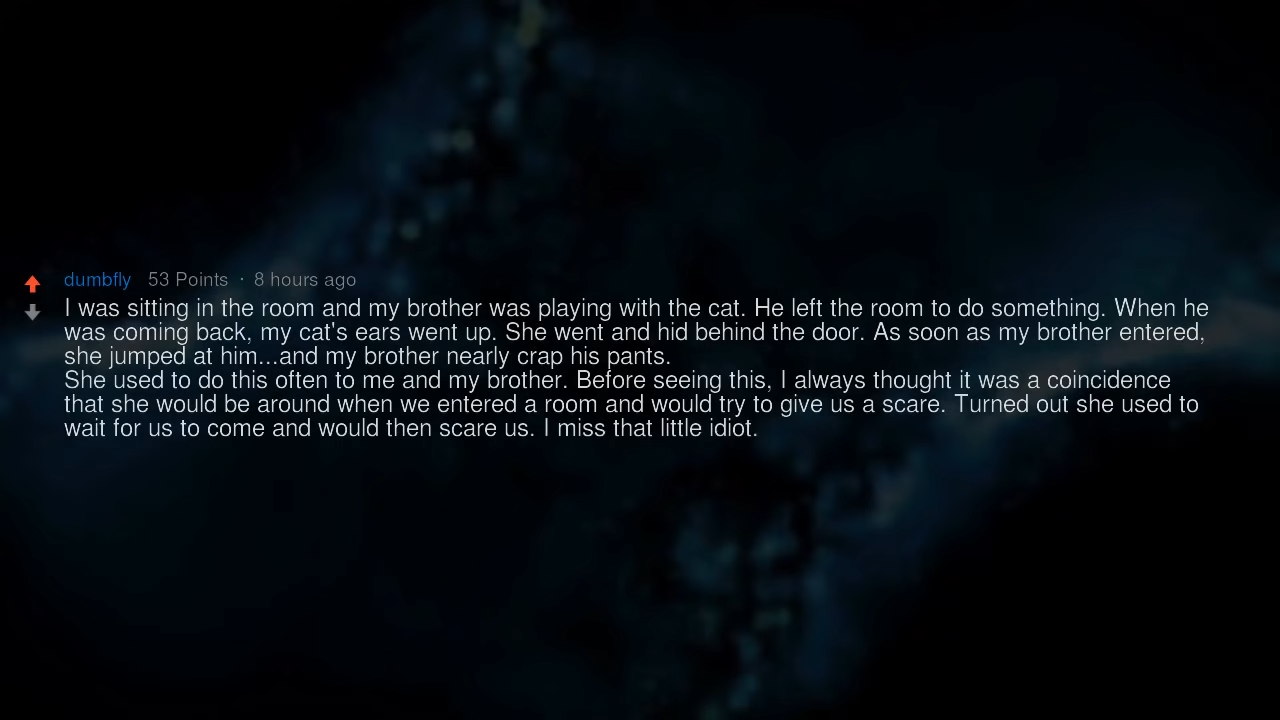 dumbfly 53 Points · 8 hours ago
I was sitting in the room and my brother was playing with the cat. He left the room to do something. When he
was coming back, my cat's ears went up. She went and hid behind the door. As soon as my brother entered,
she jumped at him...and my brother nearly crap his pants.
She used to do this often to me and my brother. Before seeing this, I always thought it was a coincidence
that she would be around when we entered a room and would try to give us a scare. Turned out she used to
wait for us to come and would then scare us. I miss that little idiot.